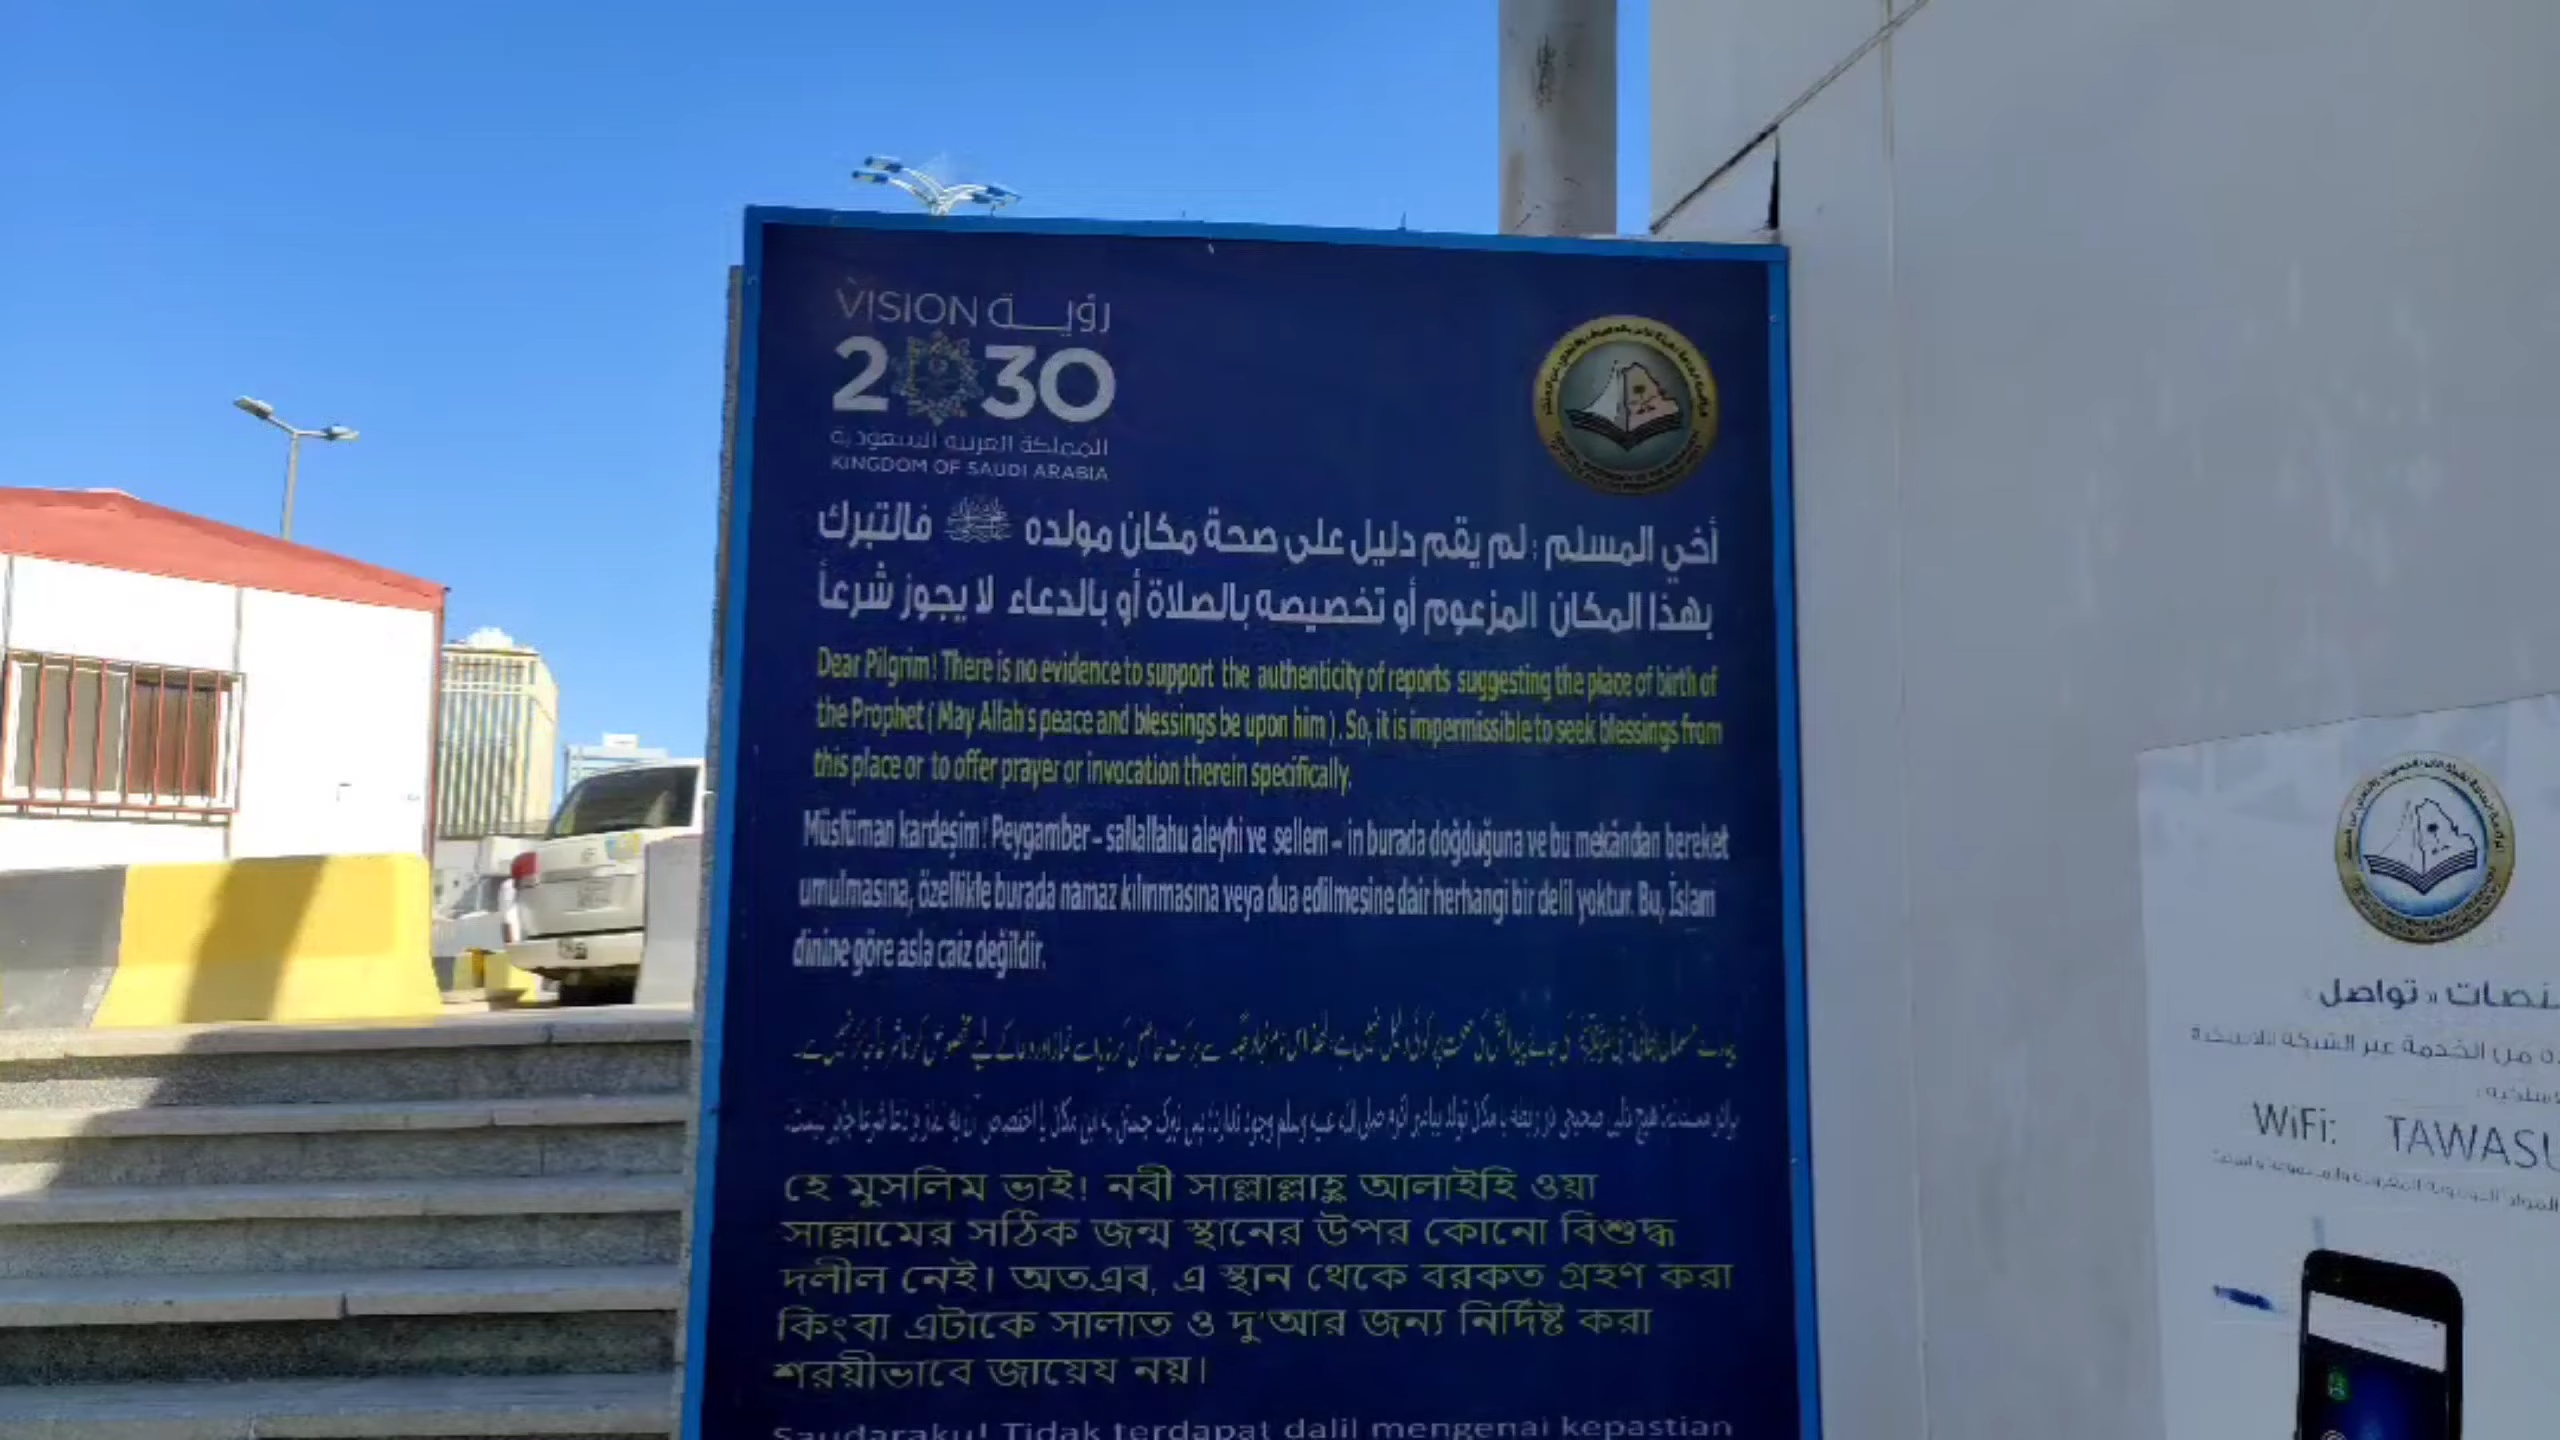 VISION رؤيـــة
2030
المملكة العربية السعودية
KINGDOM OF SAUDI ARABIA
أخي المسلم : لم يقم دليل على صحة مكان مولده ﷺ فالتبرك
بهذا المكان المزعوم أو تخصيصه بالصلاة أو بالدعاء لا يجوز شرعاً
Dear Pilgrim! There is no evidence to support the authenticity of reports suggesting the place of birth of
the Prophet ( May Allah's peace and blessings be upon him ). So, it is impermissible to seek blessings from
this place or to offer prayer or invocation therein specifically.
Müslüman kardeşim! Peygamber – sallallahu aleyhi ve sellem – in burada doğduğuna ve bu mekândan bereket
umulmasına, özellikle burada namaz kılınmasına veya dua edilmesine dair herhangi bir delil yoktur. Bu, İslam
dinine göre asla caiz değildir.
হে মুসলিম ভাই! নবী সাল্লাল্লাহু আলাইহি ওয়া
সাল্লামের সঠিক জন্ম স্থানের উপর কোনো বিশুদ্ধ
দলীল নেই। অতএব, এ স্থান থেকে বরকত গ্রহণ করা
কিংবা এটাকে সালাত ও দু'আর জন্য নির্দিষ্ট করা
শরয়ীভাবে জায়েয নয়।
Saudaraku! Tidak terdapat dalil mengenai kepastian
تواصل
من الخدمة عبر الشبكة اللاسلكية
WiFi: TAWASU